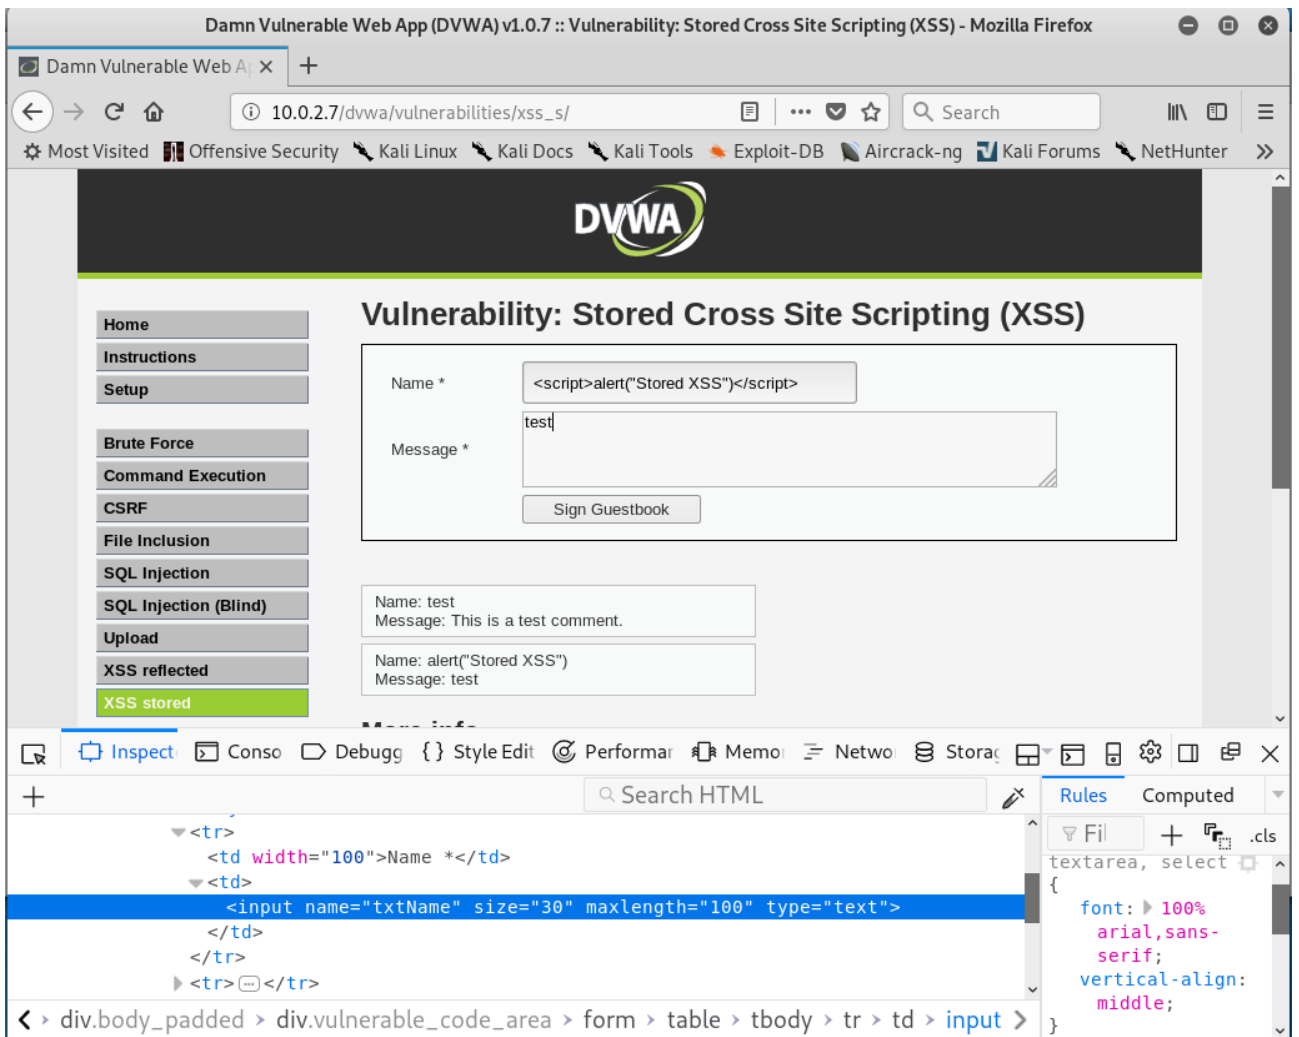 Damn Vulnerable Web App (DVWA) v1.0.7 :: Vulnerability: Stored Cross Site Scripting (XSS) - Mozilla Firefox
Damn Vulnerable Web A
10.0.2.7/dvwa/vulnerabilities/xss_s/
Search
Most Visited Offensive Security Kali Linux Kali Docs Kali Tools Exploit-DB Aircrack-ng Kali Forums NetHunter
DVWA
Home
Instructions
Setup
Brute Force
Command Execution
CSRF
File Inclusion
SQL Injection
SQL Injection (Blind)
Upload
XSS reflected
XSS stored
Vulnerability: Stored Cross Site Scripting (XSS)
Name * <script>alert("Stored XSS")</script>
Message * test
Sign Guestbook
Name: test
Message: This is a test comment.
Name: alert("Stored XSS")
Message: test
More info
Inspect Conso Debugg {} Style Edit Performar Memo Netwo Storag
+ Search HTML
<tr>
<td width="100">Name *</td>
<td>
<input name="txtName" size="30" maxlength="100" type="text">
</td>
</tr>
<tr></tr>
div.body_padded > div.vulnerable_code_area > form > table > tbody > tr > td > input
Rules Computed
Fil + .cls
textarea, select
{
font: 100%
arial,sans-
serif;
vertical-align:
middle;
}